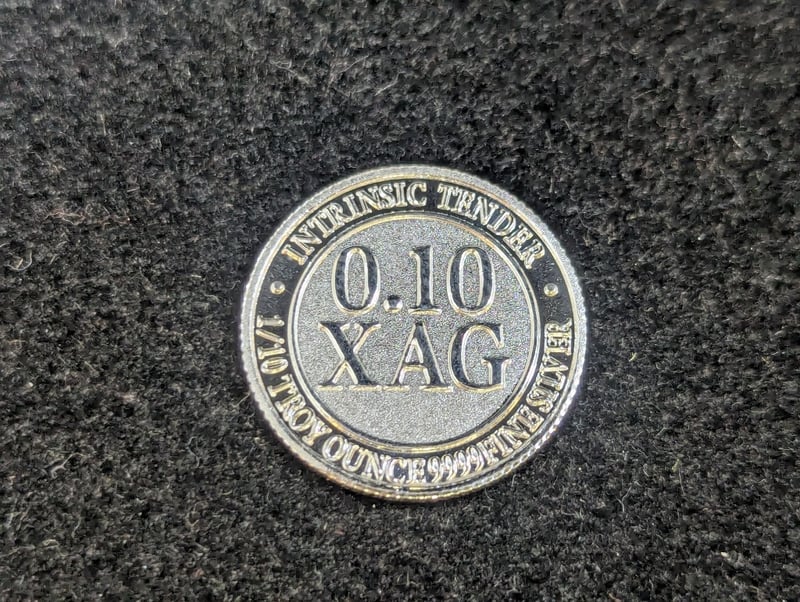 INTRINSIC TENDER
0.10
XAG
1/10 TROY OUNCE 9999 FINE SILVER